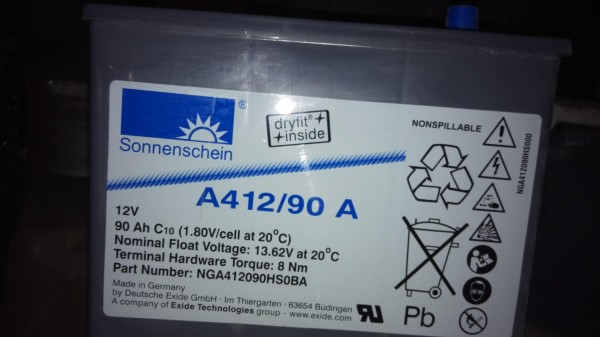 Sonnenschein
®
dryfit®
inside
NONSPILLABLE
NGA412090HS000
A412/90 A
12V
90 Ah C10 (1.80V/cell at 20°C)
Nominal Float Voltage: 13.62V at 20°C
Terminal Hardware Torque: 8 Nm
Part Number: NGA412090HS0BA
Made in Germany
by Deutsche Exide GmbH · Im Thiergarten · 63654 Büdingen
A company of Exide Technologies group · www.exide.com
Pb